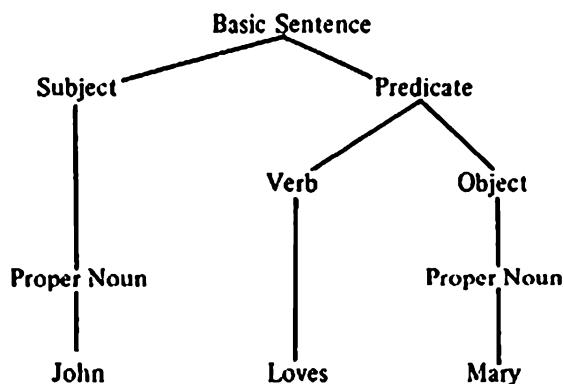 Basic Sentence
Subject Predicate
Verb Object
Proper Noun Proper Noun
John Loves Mary